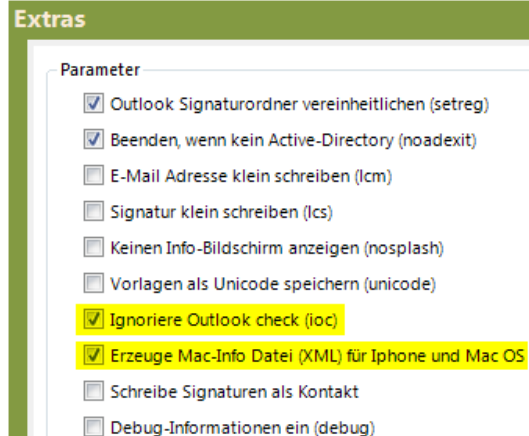 Extras
Parameter
Outlook Signaturordner vereinheitlichen (setreg)
Beenden, wenn kein Active-Directory (noadexit)
E-Mail Adresse klein schreiben (lcm)
Signatur klein schreiben (lcs)
Keinen Info-Bildschirm anzeigen (nosplash)
Vorlagen als Unicode speichern (unicode)
Ignoriere Outlook check (ioc)
Erzeuge Mac-Info Datei (XML) für Iphone und Mac OS
Schreibe Signaturen als Kontakt
Debug-Informationen ein (debug)